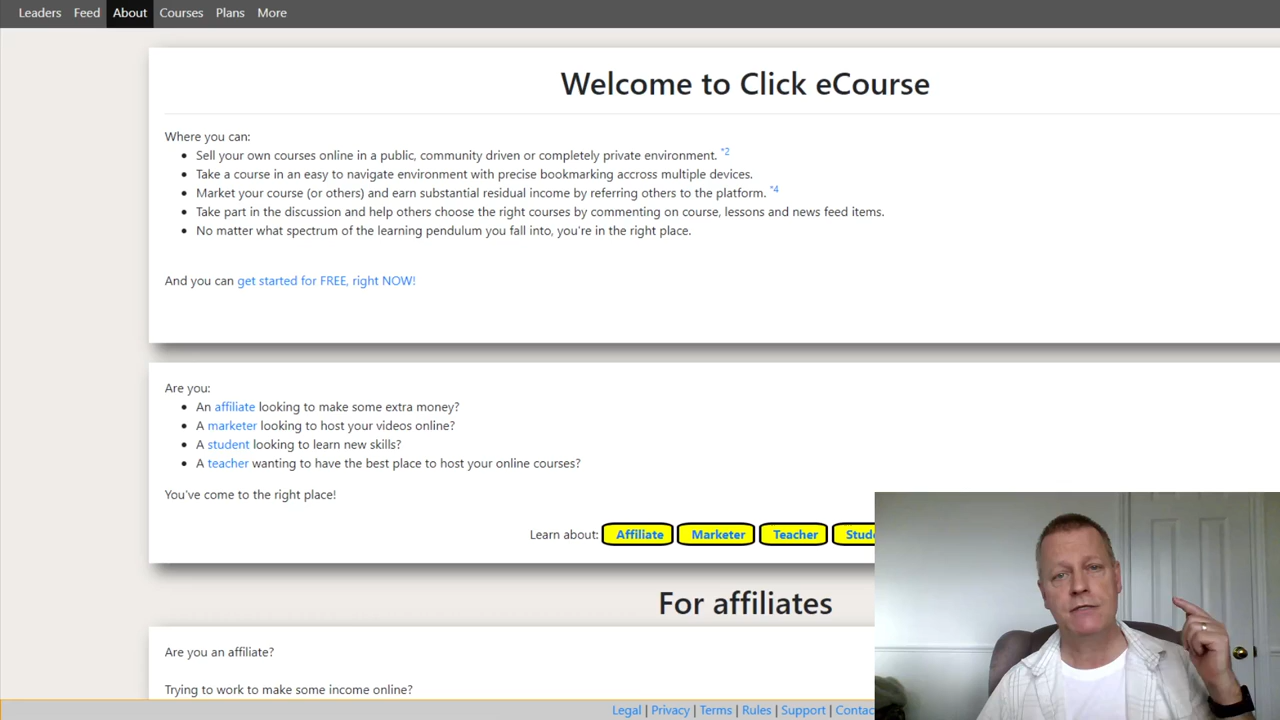 Leaders Feed About Courses Plans More
Welcome to Click eCourse
Where you can:
Sell your own courses online in a public, community driven or completely private environment. *2
Take a course in an easy to navigate environment with precise bookmarking accross multiple devices.
Market your course (or others) and earn substantial residual income by referring others to the platform. *4
Take part in the discussion and help others choose the right courses by commenting on course, lessons and news feed items.
No matter what spectrum of the learning pendulum you fall into, you're in the right place.
And you can get started for FREE, right NOW!
Are you:
An affiliate looking to make some extra money?
A marketer looking to host your videos online?
A student looking to learn new skills?
A teacher wanting to have the best place to host your online courses?
You've come to the right place!
Learn about: Affiliate Marketer Teacher
For affiliates
Are you an affiliate?
Trying to work to make some income online?
Legal | Privacy | Terms | Rules | Support |